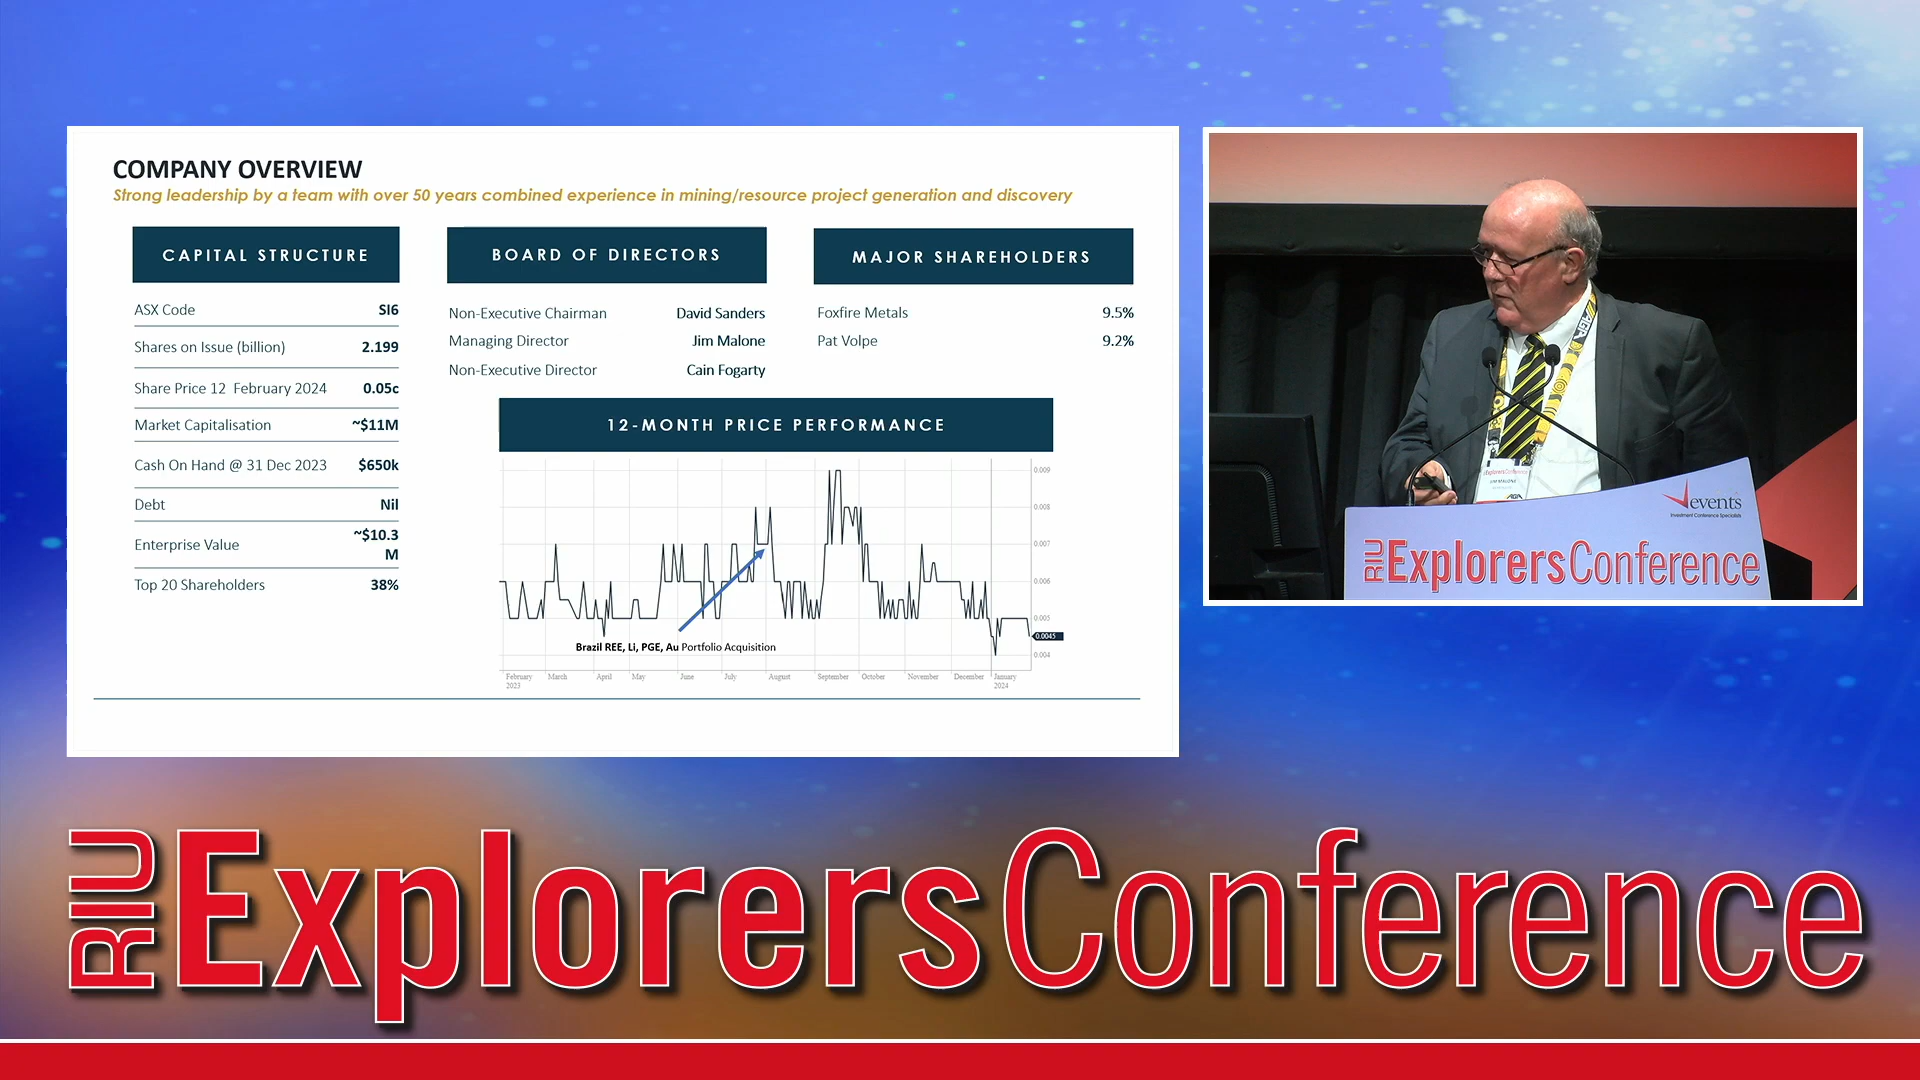 COMPANY OVERVIEW
Strong leadership by a team with over 50 years combined experience in mining/resource project generation and discovery
CAPITAL STRUCTURE
ASX Code SI6
Shares on Issue (billion) 2.199
Share Price 12 February 2024 0.05c
Market Capitalisation ~$11M
Cash On Hand @ 31 Dec 2023 $650k
Debt Nil
Enterprise Value ~$10.3
M
Top 20 Shareholders 38%
BOARD OF DIRECTORS
Non-Executive Chairman David Sanders
Managing Director Jim Malone
Non-Executive Director Cain Fogarty
MAJOR SHAREHOLDERS
Foxfire Metals 9.5%
Pat Volpe 9.2%
12-MONTH PRICE PERFORMANCE
0.009
0.008
0.007
0.006
0.005
0.0045
0.004
Brazil REE, Li, PGE, Au Portfolio Acquisition
February March April May June July August September October November December January
2023 2024
events
Investment Conference Specialists
RIU ExplorersConference
JIM MALONE
RIU ExplorersConference